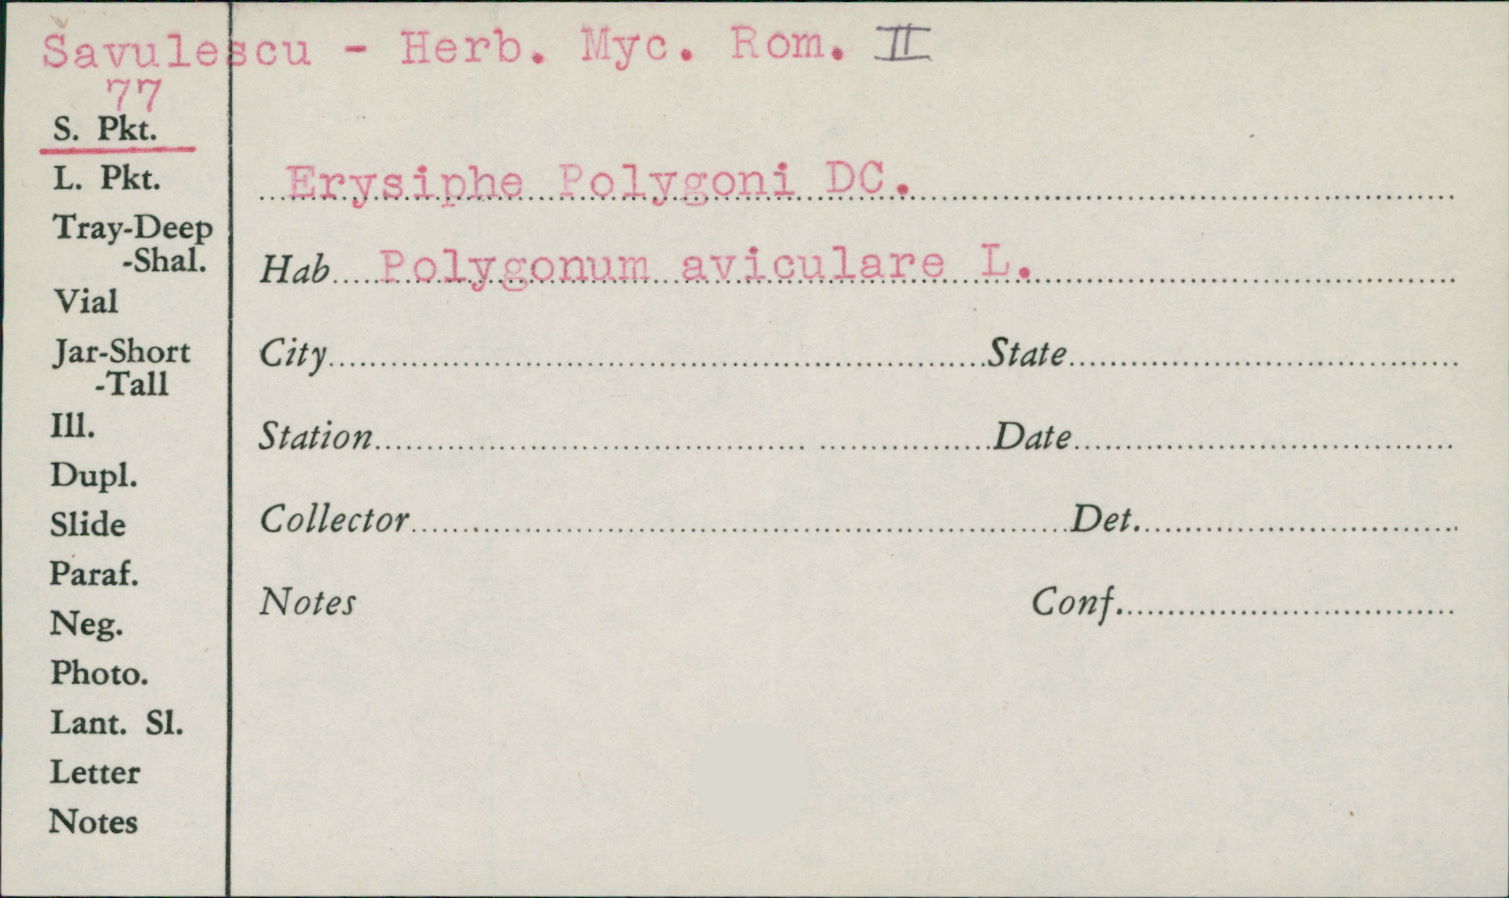 Šavulescu - Herb. Myc. Rom. II
77
S. Pkt.
L. Pkt.
Erysiphe Polygoni DC.
Tray-Deep
-Shal.
Hab Polygonum aviculare L.
Vial
Jar-Short
-Tall
City State
Ill.
Station Date
Dupl.
Slide
Collector Det.
Paraf.
Neg.
Notes Conf.
Photo.
Lant. Sl.
Letter
Notes